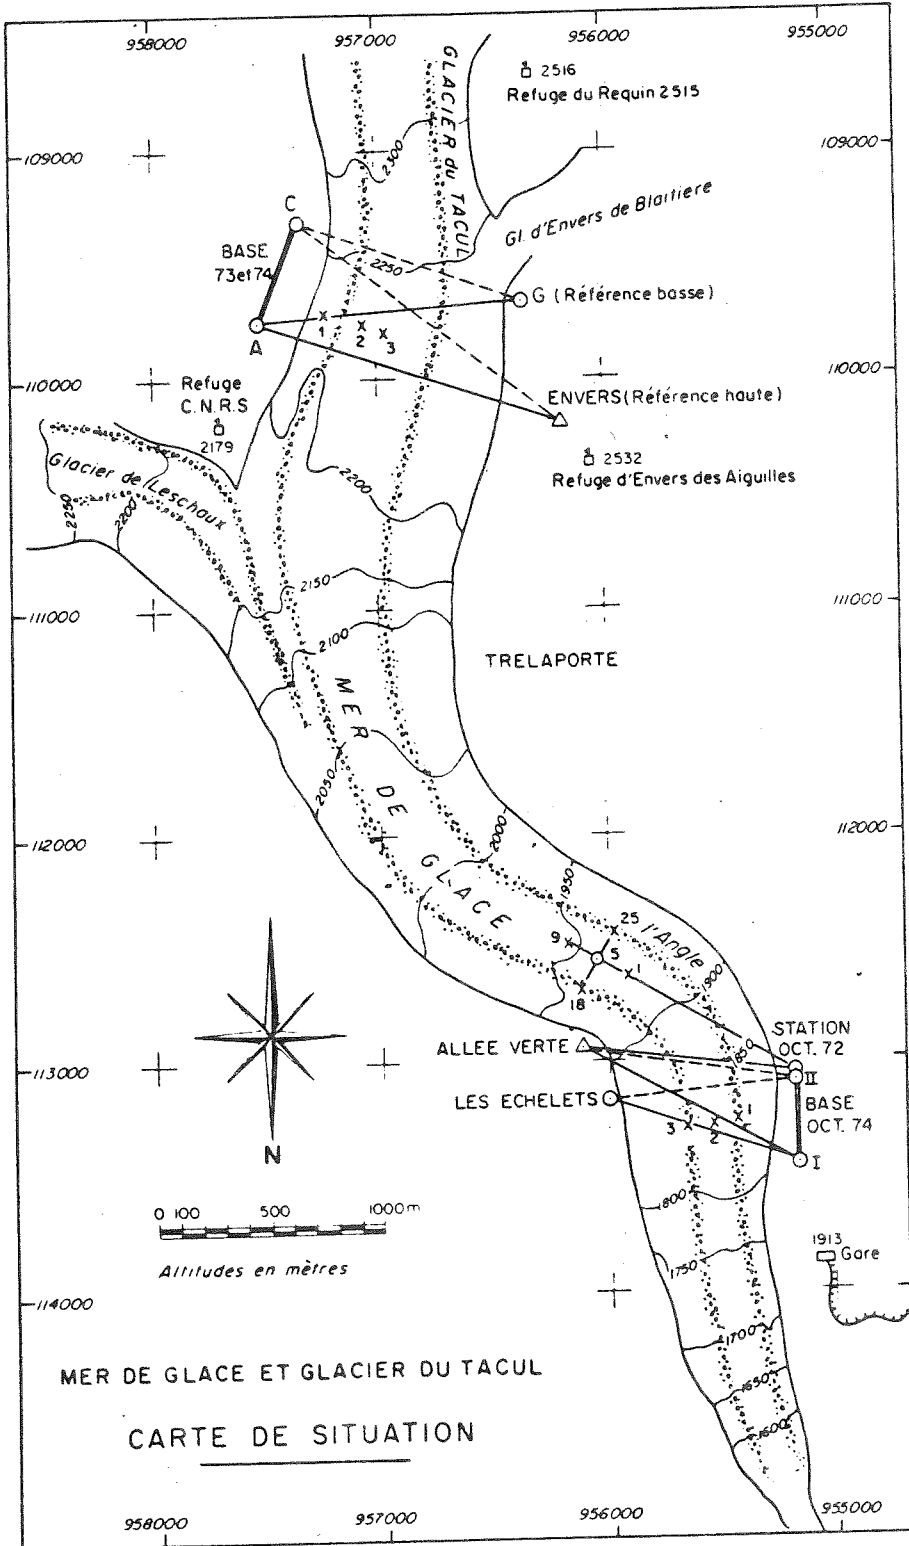 958000
957000
956000
955000
GLACIER du TACUL
2516
Refuge du Requin 2515
109000
109000
2300
C
Gl. d'Envers de Blaitière
BASE
73 et 74
2250
G (Référence basse)
1
2
3
A
110000
110000
Refuge
C.N.R.S
2179
ENVERS (Référence haute)
2532
Refuge d'Envers des Aiguilles
Glacier de Leschaux
2250
2200
2200
2150
111000
111000
2100
TRELAPORTE
MER DE GLACE
2050
112000
112000
2000
1950
25
9
5
l'Angle
1
18
1900
STATION
OCT. 72
ALLEE VERTE
1850
II
113000
LES ECHELETS
BASE
OCT. 74
1
3
2
I
N
1800
0 100 500 1000m
1913
Gare
1750
Altitudes en mètres
114000
1700
MER DE GLACE ET GLACIER DU TACUL
1650
CARTE DE SITUATION
1600
958000
957000
956000
955000